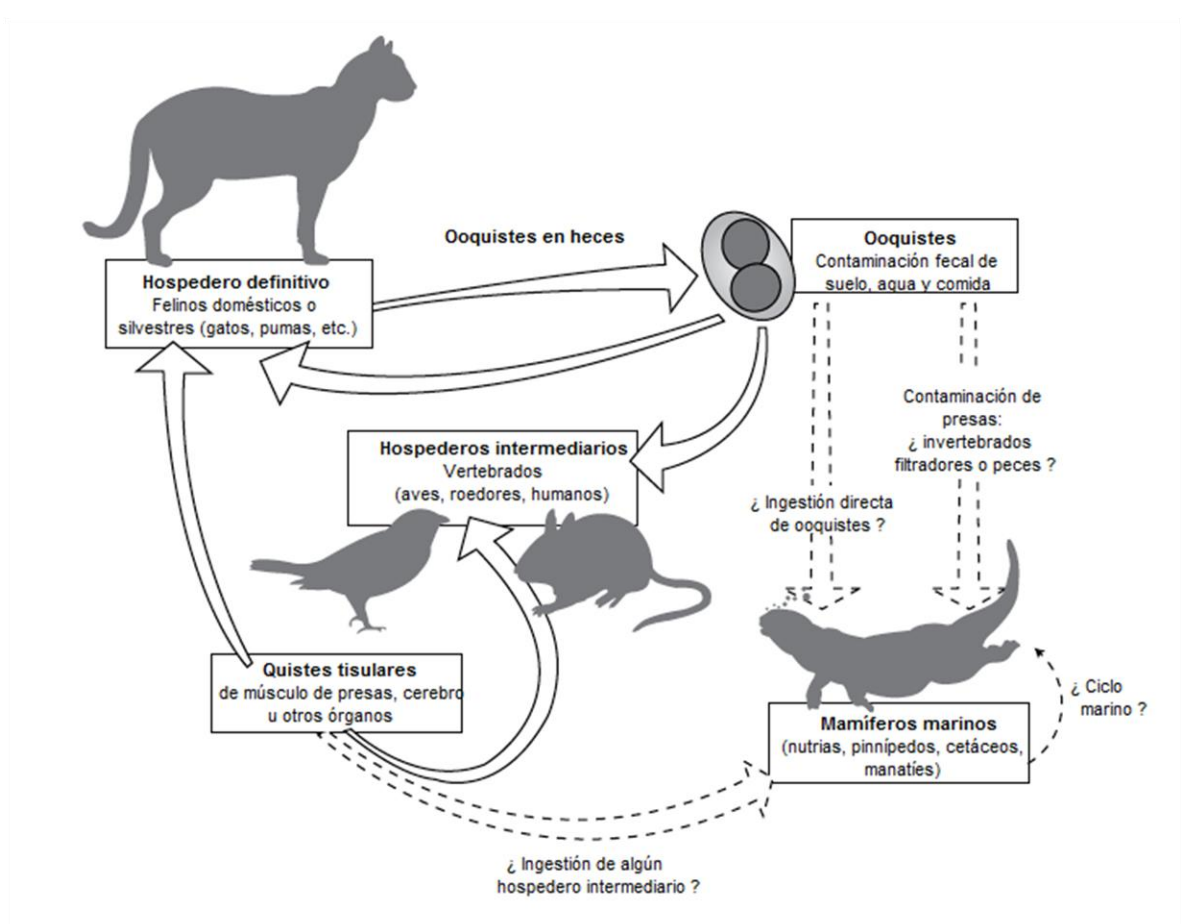 Ooquistes en heces
Ooquistes
Contaminación fecal de
suelo, agua y comida
Hospedero definitivo
Felinos domésticos o
silvestres (gatos, pumas, etc.)
Contaminación de
presas:
¿ invertebrados
filtradores o peces ?
Hospederos intermediarios
Vertebrados
(aves, roedores, humanos)
¿ Ingestión directa
de ooquistes ?
Quistes tisulares
de músculo de presas, cerebro
u otros órganos
¿ Ciclo
marino ?
Mamíferos marinos
(nutrias, pinnípedos, cetáceos,
manatíes)
¿ Ingestión de algún
hospedero intermediario ?